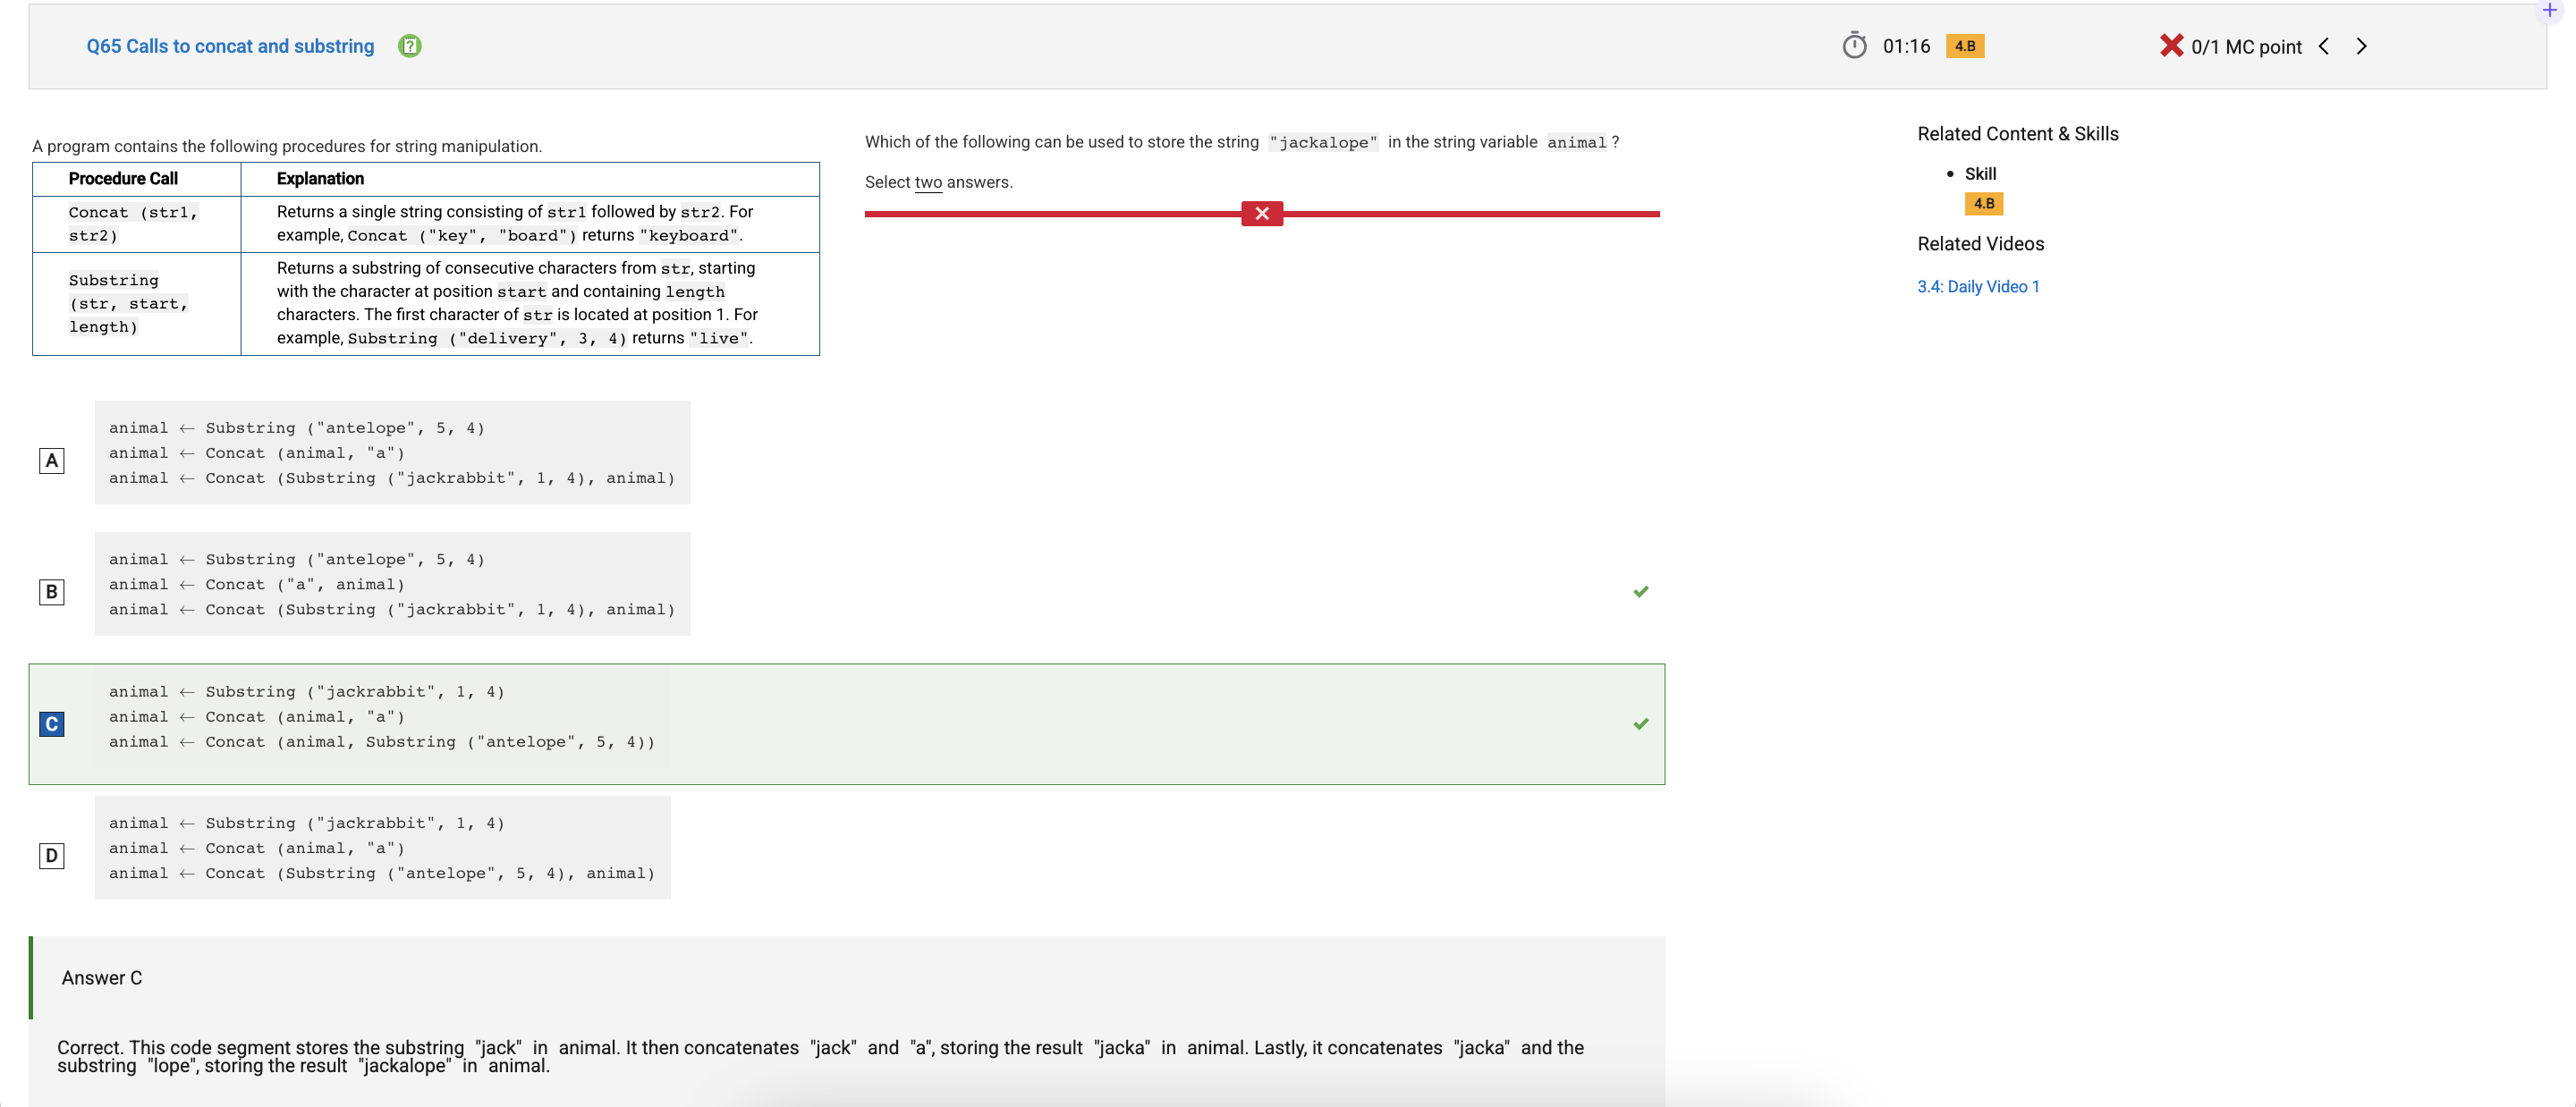 Q65 Calls to concat and substring
01:16 4.B
0/1 MC point
A program contains the following procedures for string manipulation.
Procedure Call Explanation
Concat (str1,
str2)
Returns a single string consisting of str1 followed by str2. For
example, Concat ("key", "board") returns "keyboard".
Substring
(str, start,
length)
Returns a substring of consecutive characters from str, starting
with the character at position start and containing length
characters. The first character of str is located at position 1. For
example, Substring ("delivery", 3, 4) returns "live".
Which of the following can be used to store the string "jackalope" in the string variable animal ?
Select two answers.
A
animal ← Substring ("antelope", 5, 4)
animal ← Concat (animal, "a")
animal ← Concat (Substring ("jackrabbit", 1, 4), animal)
B
animal ← Substring ("antelope", 5, 4)
animal ← Concat ("a", animal)
animal ← Concat (Substring ("jackrabbit", 1, 4), animal)
C
animal ← Substring ("jackrabbit", 1, 4)
animal ← Concat (animal, "a")
animal ← Concat (animal, Substring ("antelope", 5, 4))
D
animal ← Substring ("jackrabbit", 1, 4)
animal ← Concat (animal, "a")
animal ← Concat (Substring ("antelope", 5, 4), animal)
Answer C
Correct. This code segment stores the substring "jack" in animal. It then concatenates "jack" and "a", storing the result "jacka" in animal. Lastly, it concatenates "jacka" and the
substring "lope", storing the result "jackalope" in animal.
Related Content & Skills
• Skill
4.B
Related Videos
3.4: Daily Video 1